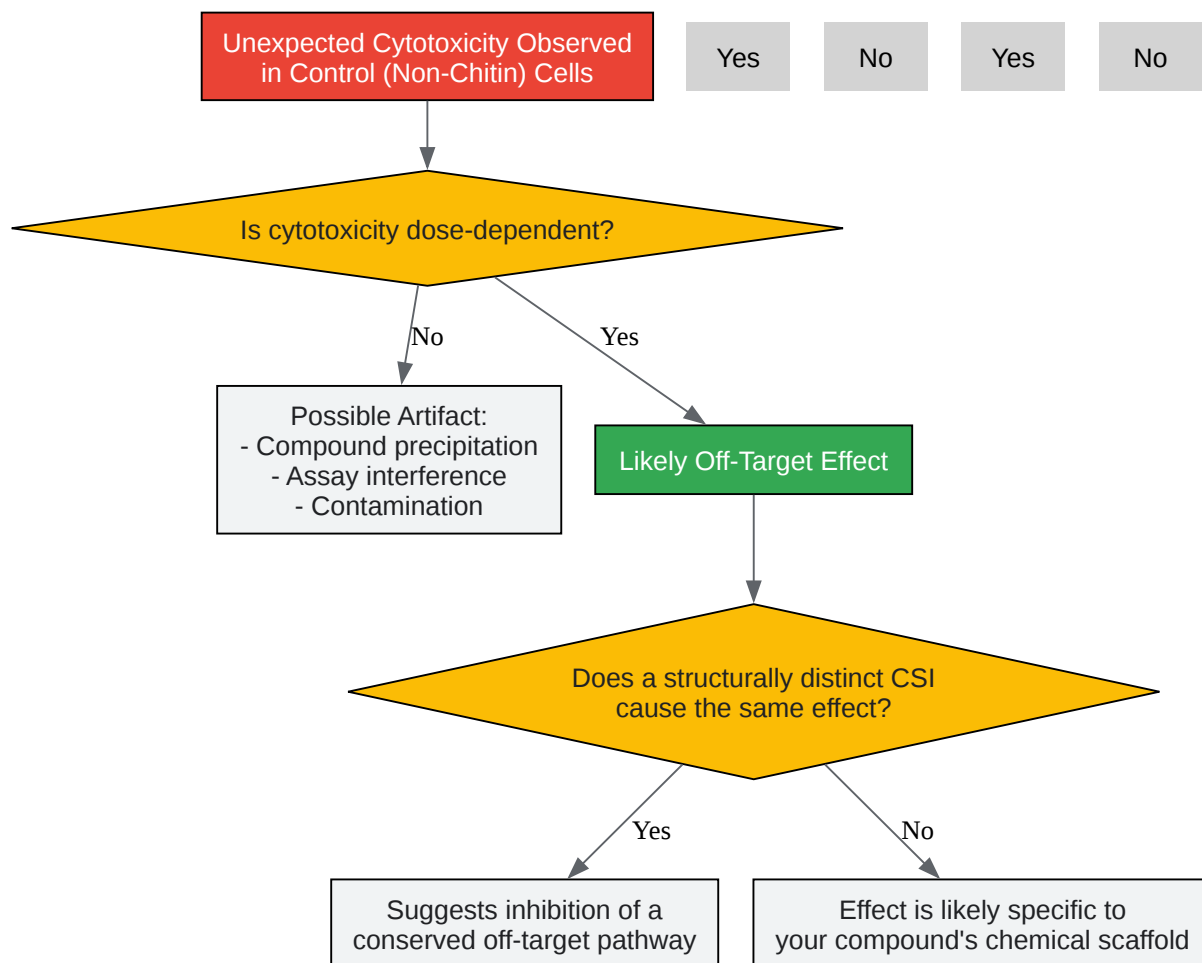 Unexpected Cytotoxicity Observed
in Control (Non-Chitin) Cells
Yes
No
Yes
No
Is cytotoxicity dose-dependent?
No
Yes
Possible Artifact:
- Compound precipitation
- Assay interference
- Contamination
Likely Off-Target Effect
Does a structurally distinct CSI
cause the same effect?
Yes
No
Suggests inhibition of a
conserved off-target pathway
Effect is likely specific to
your compound's chemical scaffold